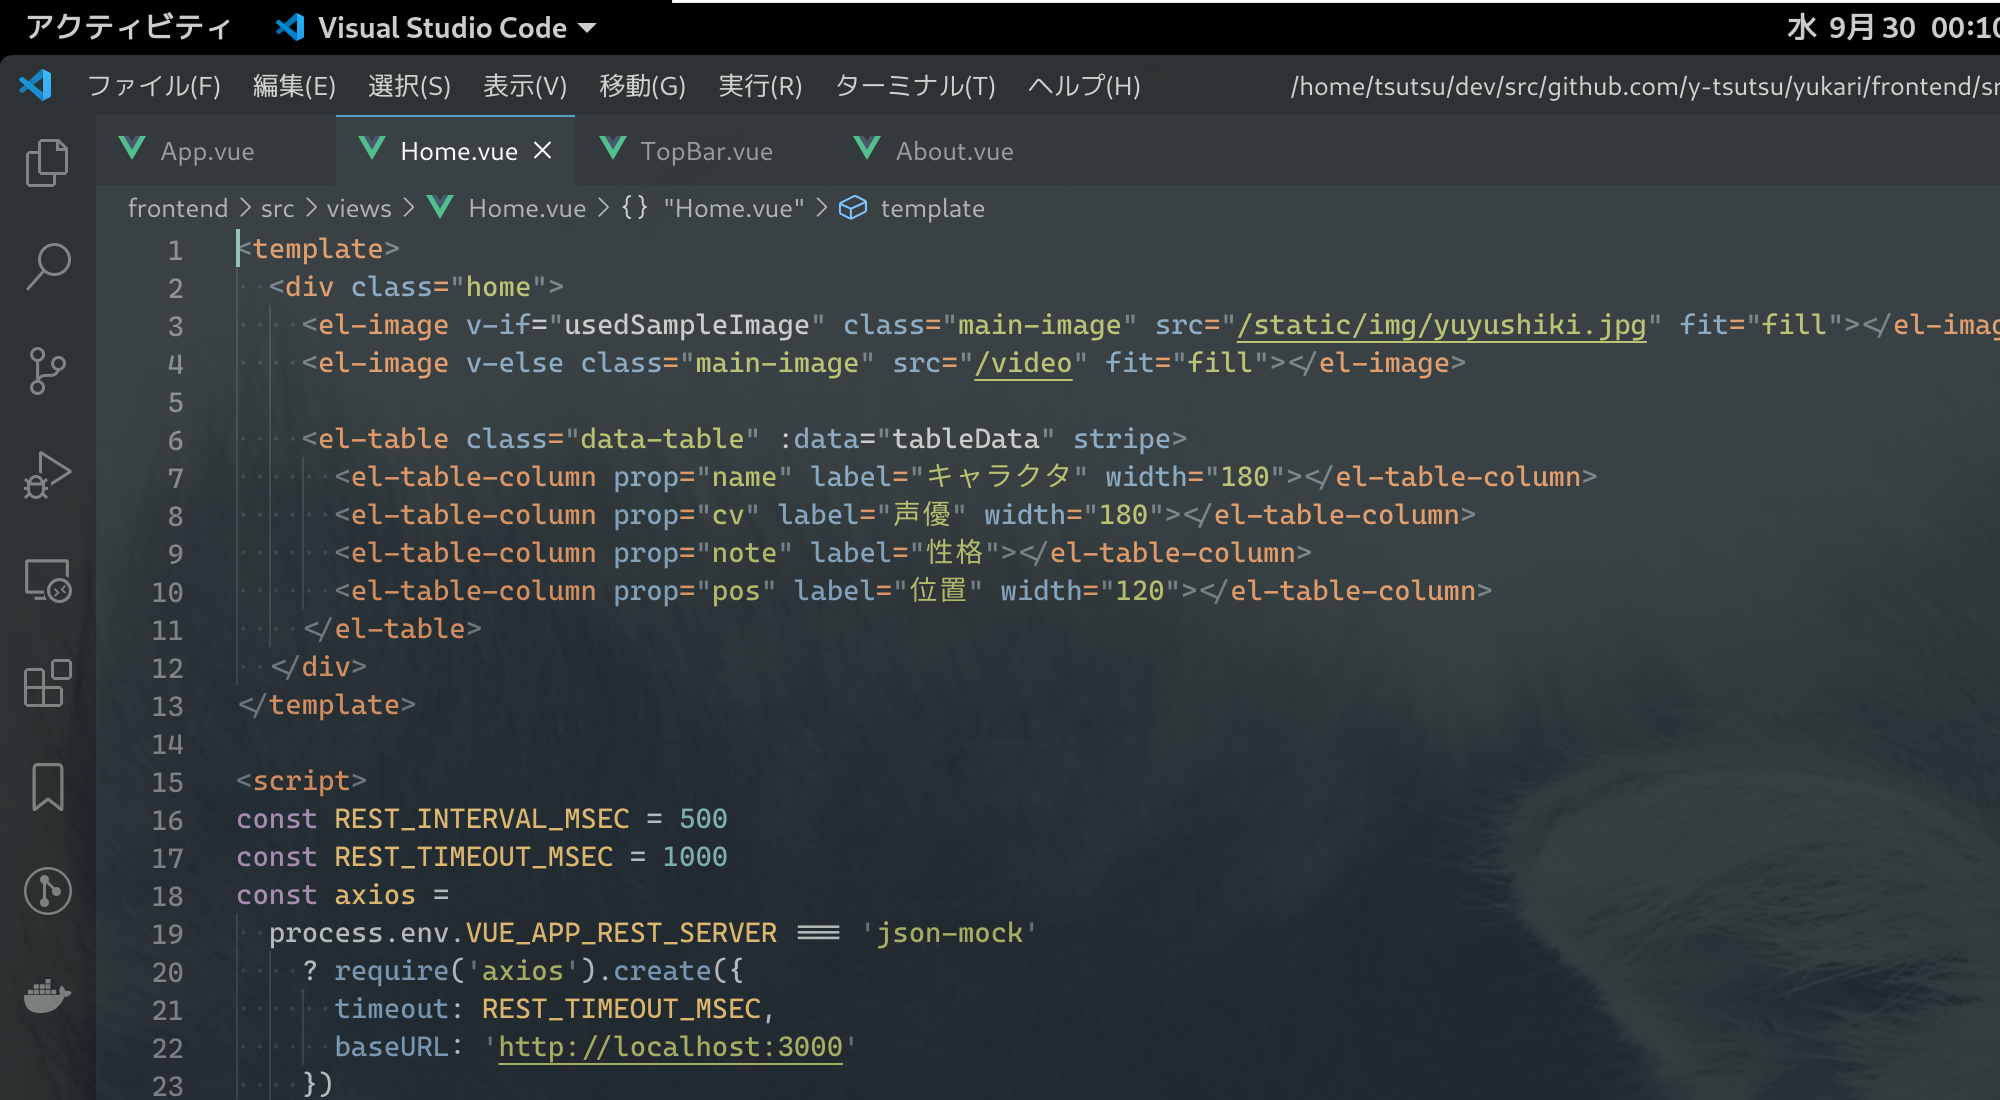 アクティビティ Visual Studio Code 水 9月 30 00:10
ファイル(F) 編集(E) 選択(S) 表示(V) 移動(G) 実行(R) ターミナル(T) ヘルプ(H) /home/tsutsu/dev/src/github.com/y-tsutsu/yukari/frontend/sr
App.vue Home.vue TopBar.vue About.vue
frontend > src > views > Home.vue > {} "Home.vue" > template
1 <template>
2 <div class="home">
3 <el-image v-if="usedSampleImage" class="main-image" src="/static/img/yuyushiki.jpg" fit="fill"></el-imag
4 <el-image v-else class="main-image" src="/video" fit="fill"></el-image>
5
6 <el-table class="data-table" :data="tableData" stripe>
7 <el-table-column prop="name" label="キャラクタ" width="180"></el-table-column>
8 <el-table-column prop="cv" label="声優" width="180"></el-table-column>
9 <el-table-column prop="note" label="性格"></el-table-column>
10 <el-table-column prop="pos" label="位置" width="120"></el-table-column>
11 </el-table>
12 </div>
13 </template>
14
15 <script>
16 const REST_INTERVAL_MSEC = 500
17 const REST_TIMEOUT_MSEC = 1000
18 const axios =
19 process.env.VUE_APP_REST_SERVER === 'json-mock'
20 ? require('axios').create({
21 timeout: REST_TIMEOUT_MSEC,
22 baseURL: 'http://localhost:3000'
23 })